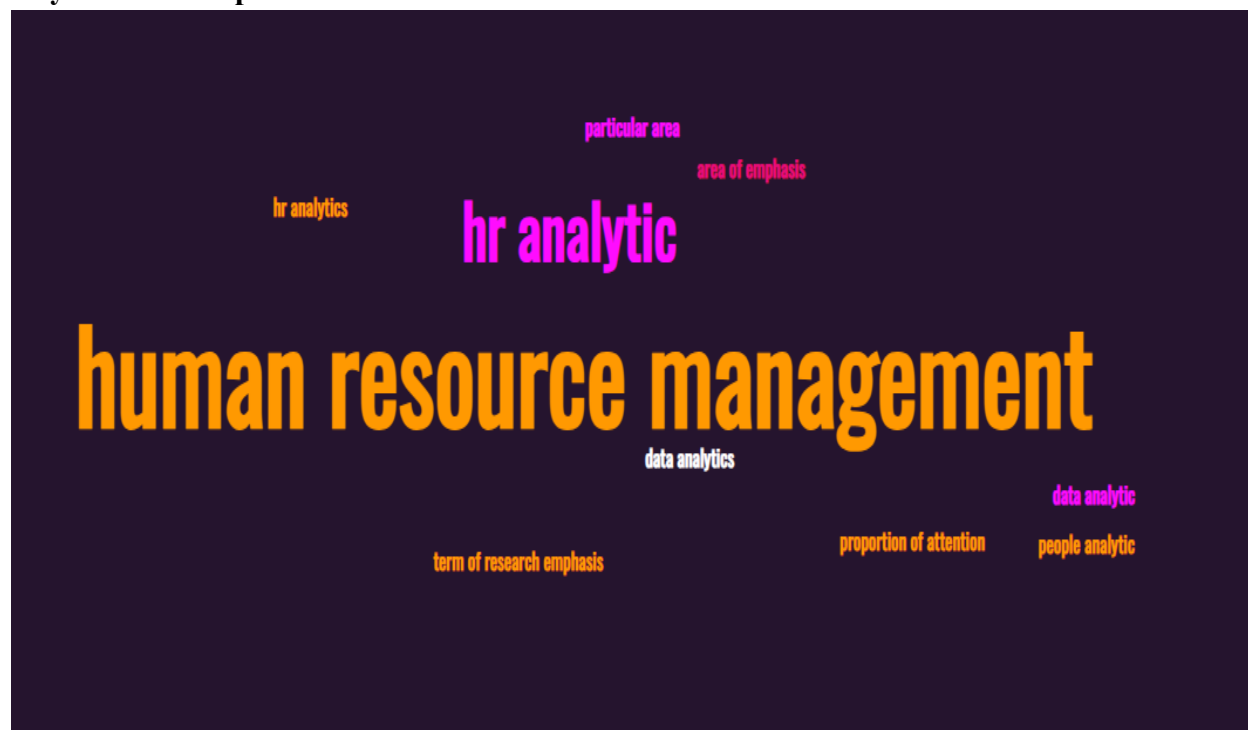 particular area
area of emphasis
hr analytics
hr analytic
human resource management
data analytics
data analytic
proportion of attention
people analytic
term of research emphasis